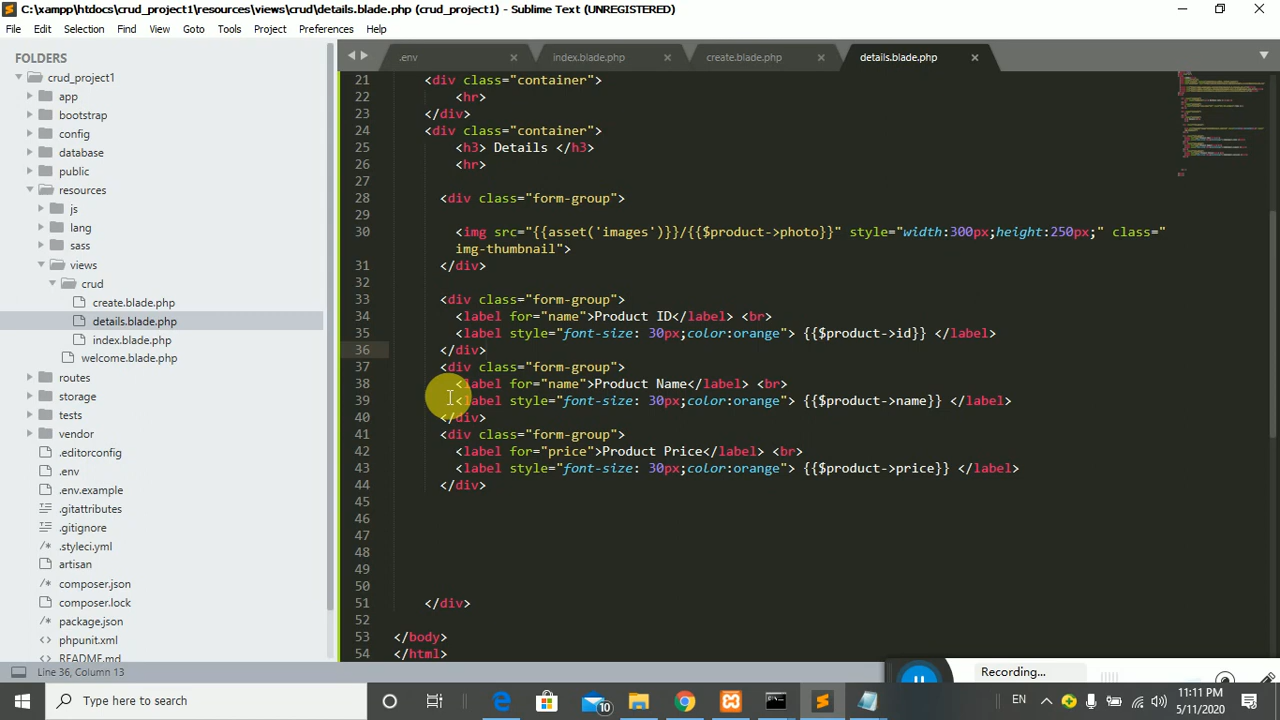 C:\xampp\htdocs\crud_project1\resources\views\crud\details.blade.php (crud_project1) - Sublime Text (UNREGISTERED)
File Edit Selection Find View Goto Tools Project Preferences Help
FOLDERS
crud_project1
app
bootstrap
config
database
public
resources
js
lang
sass
views
crud
create.blade.php
details.blade.php
index.blade.php
welcome.blade.php
routes
storage
tests
vendor
.editorconfig
.env
.env.example
.gitattributes
.gitignore
.styleci.yml
artisan
composer.json
composer.lock
package.json
phpunit.xml
README.md
.env index.blade.php create.blade.php details.blade.php
21 <div class="container">
22 <hr>
23 </div>
24 <div class="container">
25 <h3> Details </h3>
26 <hr>
27
28 <div class="form-group">
29
30 <img src="{{asset('images')}}/{{$product->photo}}" style="width:300px;height:250px;" class="
img-thumbnail">
31 </div>
32
33 <div class="form-group">
34 <label for="name">Product ID</label> <br>
35 <label style="font-size: 30px;color:orange"> {{$product->id}} </label>
36 </div>
37 <div class="form-group">
38 <label for="name">Product Name</label> <br>
39 <label style="font-size: 30px;color:orange"> {{$product->name}} </label>
40 </div>
41 <div class="form-group">
42 <label for="price">Product Price</label> <br>
43 <label style="font-size: 30px;color:orange"> {{$product->price}} </label>
44 </div>
45
46
47
48
49
50
51 </div>
52
53 </body>
54 </html>
Line 36, Column 13
Recording...
Type here to search
10
EN
11:11 PM
5/11/2020